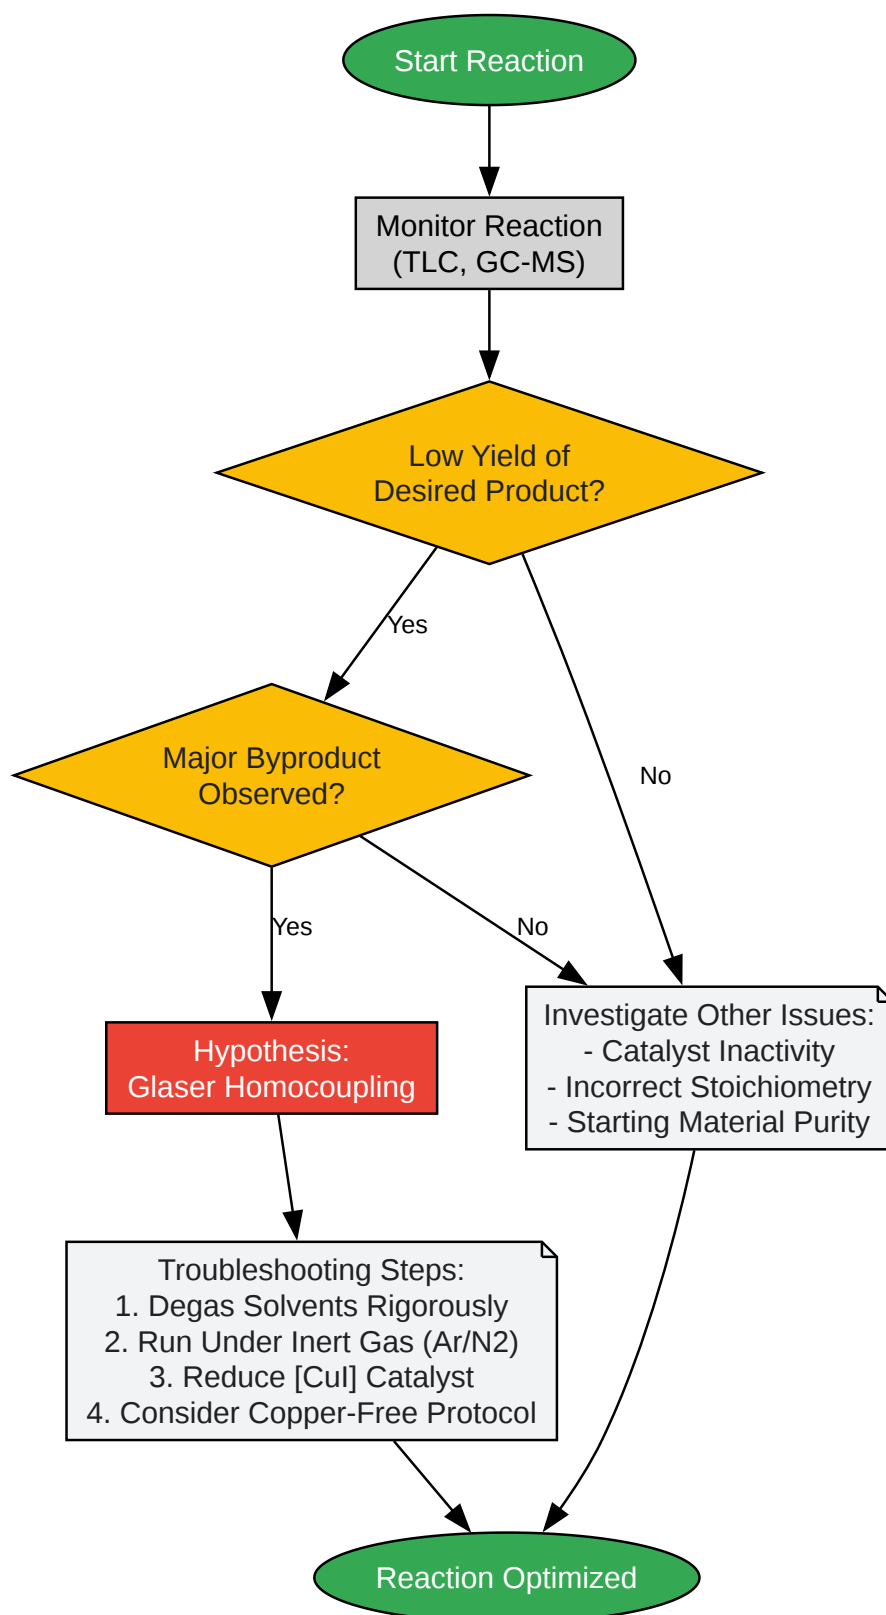 Start Reaction
Monitor Reaction
(TLC, GC-MS)
Low Yield of
Desired Product?
Yes
No
Major Byproduct
Observed?
Yes
No
Hypothesis:
Glaser Homocoupling
Investigate Other Issues:
- Catalyst Inactivity
- Incorrect Stoichiometry
- Starting Material Purity
Troubleshooting Steps:
1. Degas Solvents Rigorously
2. Run Under Inert Gas (Ar/N2)
3. Reduce [CuI] Catalyst
4. Consider Copper-Free Protocol
Reaction Optimized